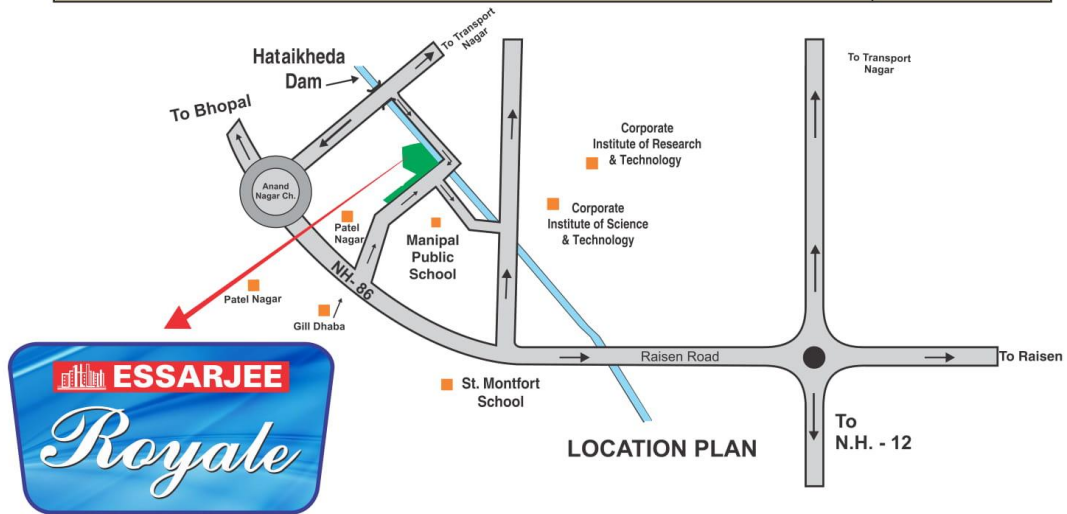 To Transport
Nagar
Hataikheda
Dam
To Bhopal
To Transport
Nagar
Corporate
Institute of Research
& Technology
Anand
Nagar Ch.
Corporate
Institute of Science
& Technology
Patel
Nagar
Manipal
Public
School
NH- 86
Patel Nagar
Gill Dhaba
Raisen Road
To Raisen
ESSARJEE
Royale
St. Montfort
School
LOCATION PLAN
To
N.H. - 12